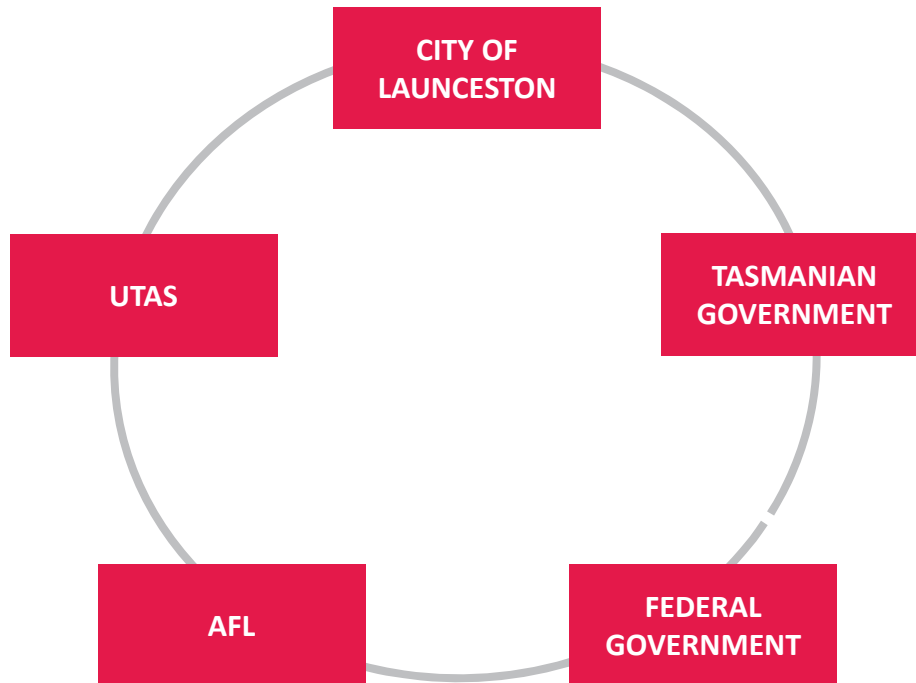 CITY OF
LAUNCESTON
UTAS
TASMANIAN
GOVERNMENT
AFL
FEDERAL
GOVERNMENT